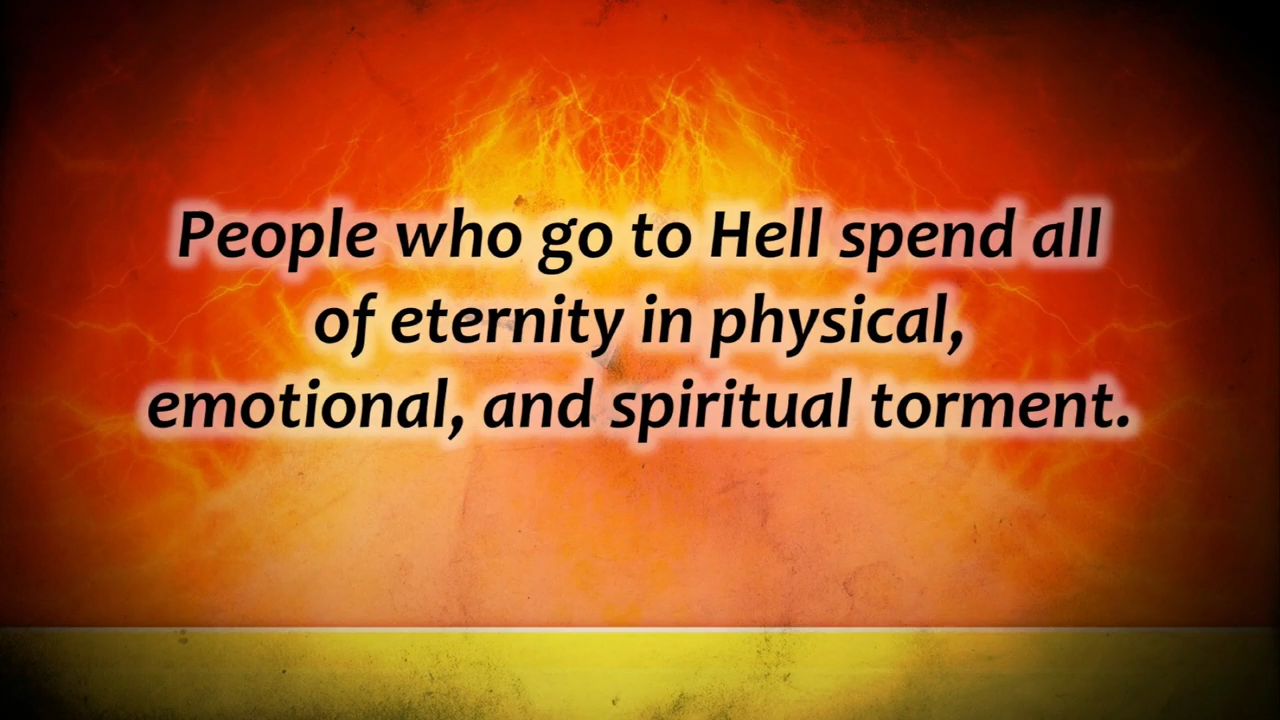 People who go to Hell spend all
of eternity in physical,
emotional, and spiritual torment.